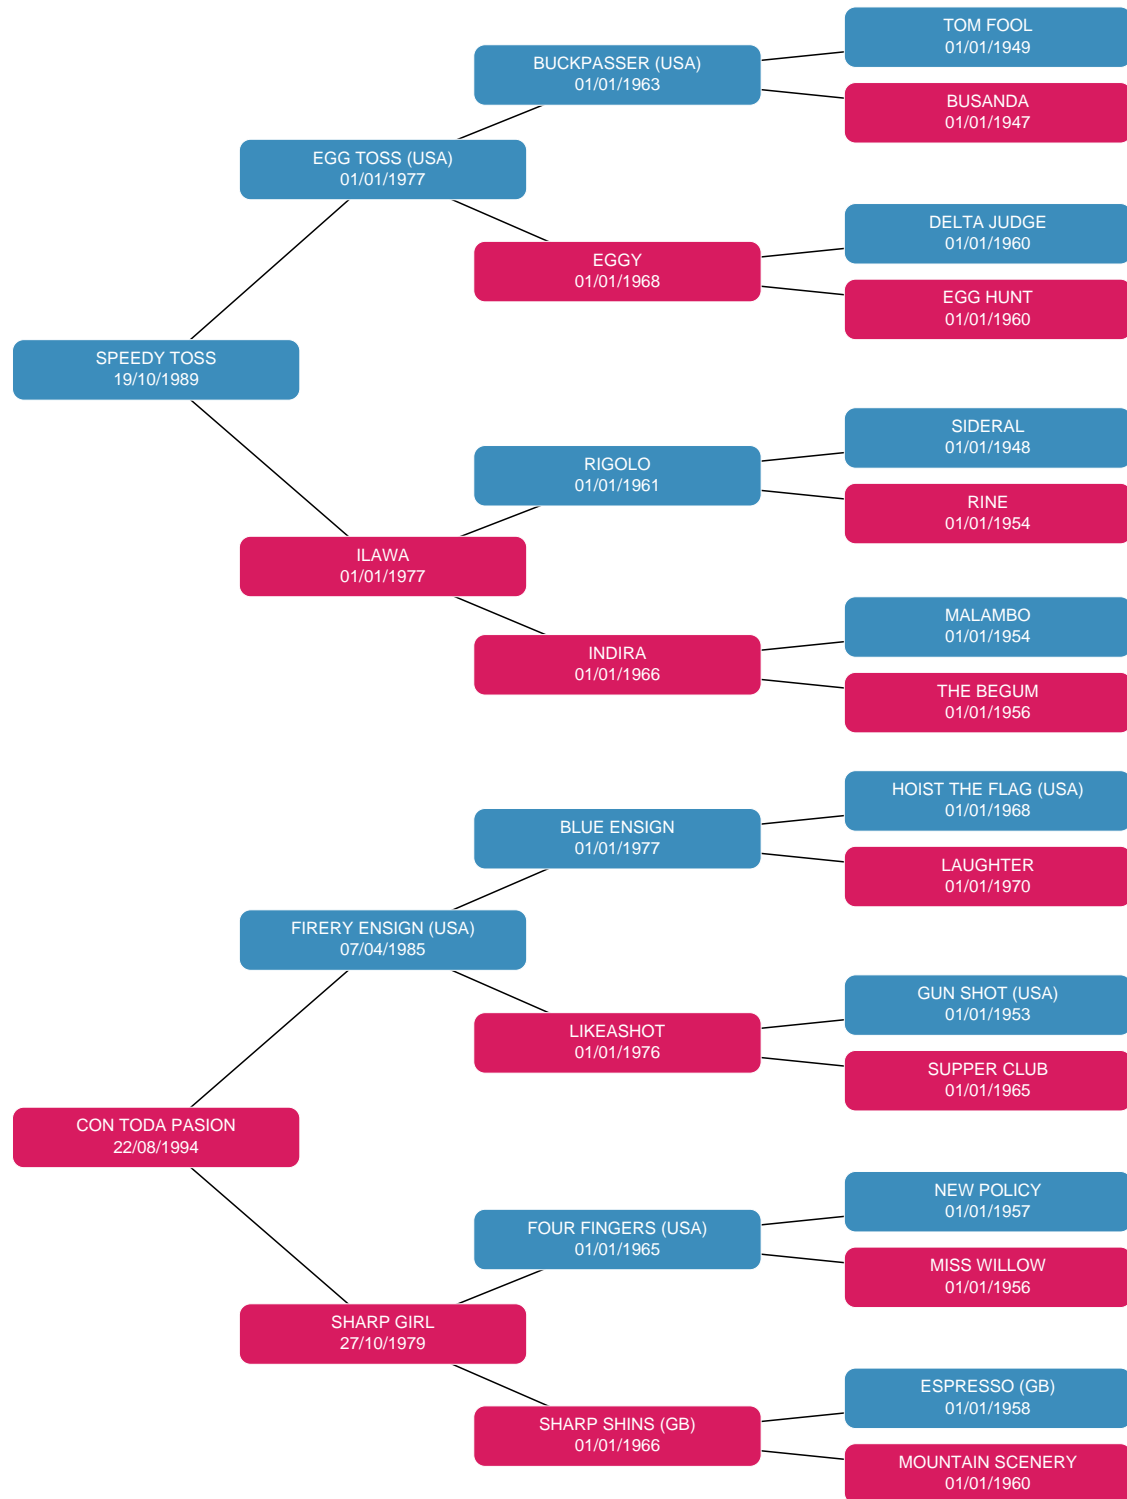 TOM FOOL
01/01/1949
BUCKPASSER (USA)
01/01/1963
BUSANDA
01/01/1947
EGG TOSS (USA)
01/01/1977
DELTA JUDGE
01/01/1960
EGGY
01/01/1968
EGG HUNT
01/01/1960
SPEEDY TOSS
19/10/1989
SIDERAL
01/01/1948
RIGOLO
01/01/1961
RINE
01/01/1954
ILAWA
01/01/1977
MALAMBO
01/01/1954
INDIRA
01/01/1966
THE BEGUM
01/01/1956
HOIST THE FLAG (USA)
01/01/1968
BLUE ENSIGN
01/01/1977
LAUGHTER
01/01/1970
FIRERY ENSIGN (USA)
07/04/1985
GUN SHOT (USA)
01/01/1953
LIKEASHOT
01/01/1976
SUPPER CLUB
01/01/1965
CON TODA PASION
22/08/1994
NEW POLICY
01/01/1957
FOUR FINGERS (USA)
01/01/1965
MISS WILLOW
01/01/1956
SHARP GIRL
27/10/1979
ESPRESSO (GB)
01/01/1958
SHARP SHINS (GB)
01/01/1966
MOUNTAIN SCENERY
01/01/1960